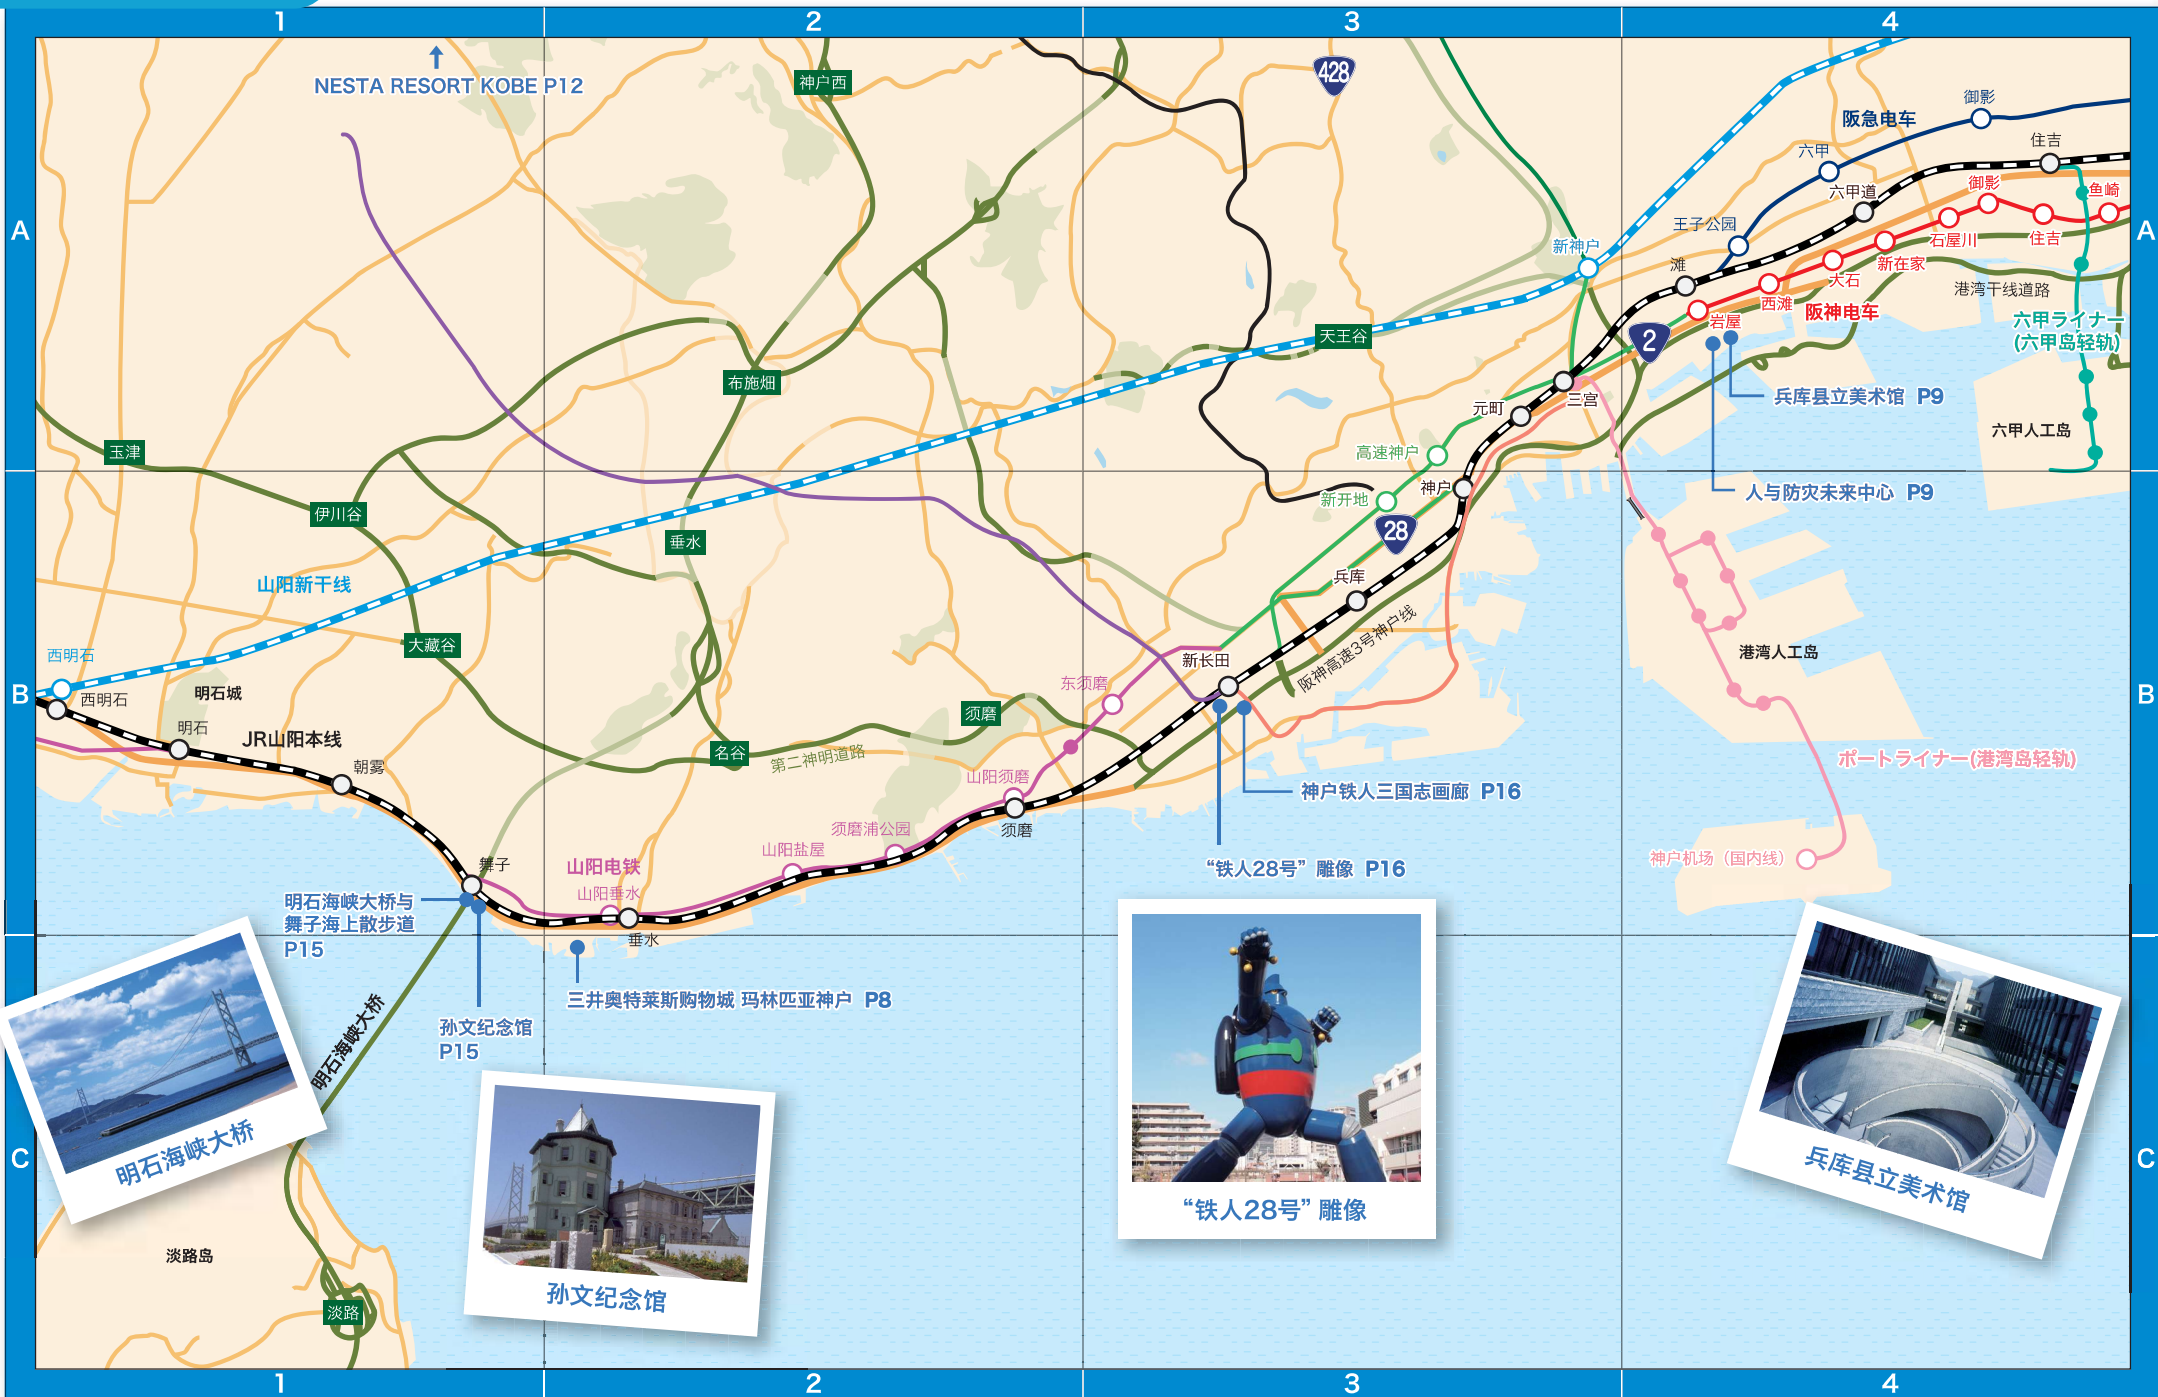 1
2
3
4
NESTA RESORT KOBE P12
神户西
428
阪急电车
御影
住吉
六甲
六甲道
御影
鱼崎
A
A
王子公园
石屋川
住吉
新神户
滩
新在家
大石
港湾干线道路
西滩
阪神电车
岩屋
六甲ライナー
(六甲岛轻轨)
天王谷
2
布施畑
三宫
元町
兵库县立美术馆 P9
六甲人工岛
玉津
高速神户
神户
人与防灾未来中心 P9
伊川谷
新开地
28
垂水
山阳新干线
兵库
大藏谷
阪神高速3号神户线
港湾人工岛
西明石
新长田
B
B
西明石
明石城
东须磨
须磨
明石
JR山阳本线
名谷
第二神明道路
朝雾
山阳须磨
ポートライナー(港湾岛轻轨)
神户铁人三国志画廊 P16
须磨
须磨浦公园
山阳盐屋
神户机场（国内线）
舞子
山阳电铁
山阳垂水
“铁人28号”雕像 P16
明石海峡大桥与
舞子海上散步道
P15
垂水
三井奥特莱斯购物城 玛林匹亚神户 P8
孙文纪念馆
P15
明石海峡大桥
明石海峡大桥
C
C
兵库县立美术馆
“铁人28号”雕像
淡路岛
孙文纪念馆
淡路
1
2
3
4